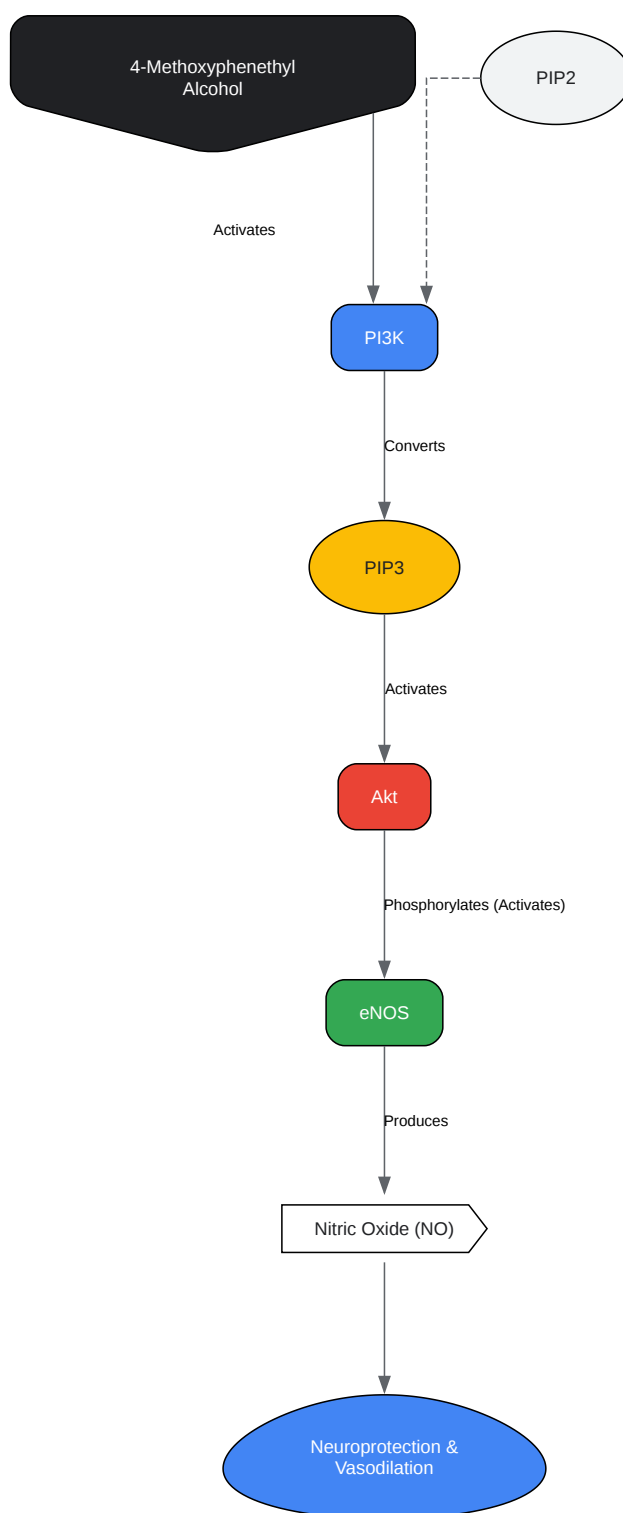 4-Methoxyphenethyl
Alcohol
PIP2
Activates
PI3K
Converts
PIP3
Activates
Akt
Phosphorylates (Activates)
eNOS
Produces
Nitric Oxide (NO)
Neuroprotection &
Vasodilation